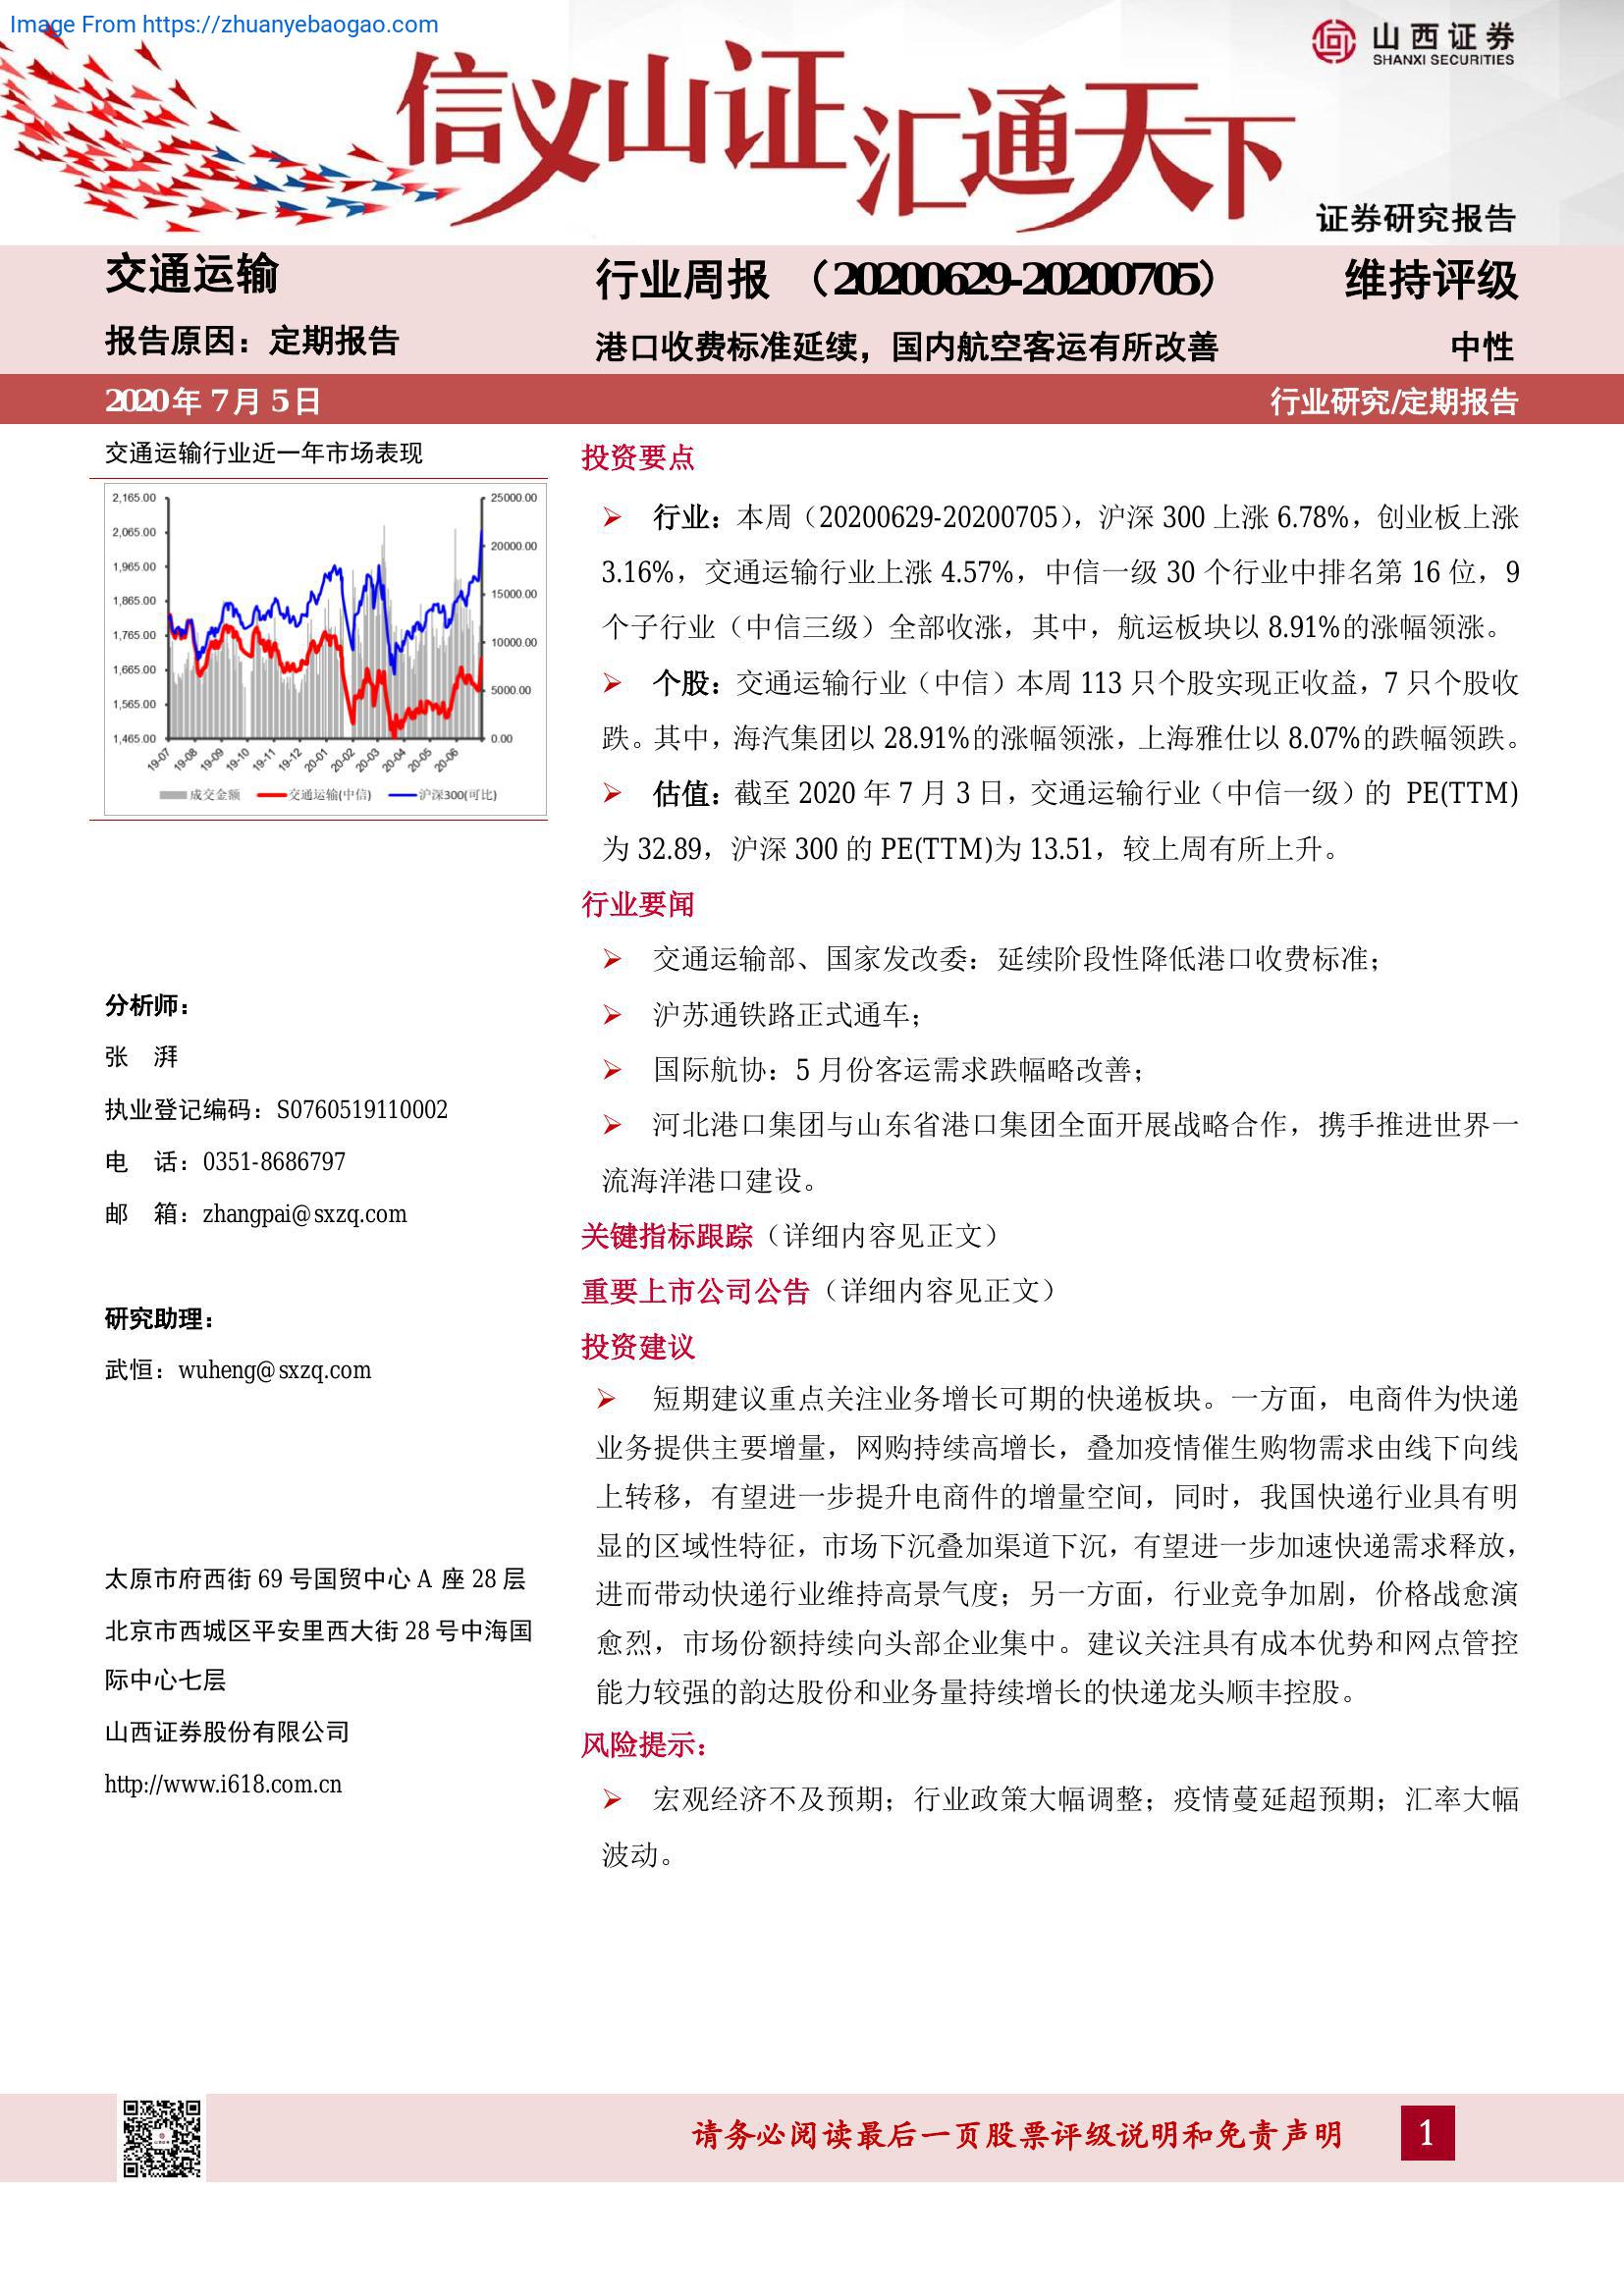 Image From https://zhuanyebaogao.com
山西证券
SHANXI SECURITIES
信义山证汇通天下
证券研究报告
交通运输
行业周报 （20200629-20200705）
维持评级
报告原因：定期报告
港口收费标准延续，国内航空客运有所改善
中性
2020年 7月 5日
行业研究/定期报告
交通运输行业近一年市场表现
2,165.00
2,065.00
1,965.00
1,865.00
1,765.00
1,665.00
1,565.00
1,465.00
25000.00
20000.00
15000.00
10000.00
5000.00
0.00
19-07
19-08
19-09
19-10
19-11
19-12
20-01
20-02
20-03
20-04
20-05
20-06
成交金额 交通运输(中信) 沪深300(可比)
分析师：
张 湃
执业登记编码：S0760519110002
电 话：0351-8686797
邮 箱：zhangpai@sxzq.com
研究助理：
武恒：wuheng@sxzq.com
太原市府西街 69 号国贸中心 A 座 28 层
北京市西城区平安里西大街 28 号中海国
际中心七层
山西证券股份有限公司
http://www.i618.com.cn
投资要点
行业：本周（20200629-20200705），沪深 300 上涨 6.78%，创业板上涨
3.16%，交通运输行业上涨 4.57%，中信一级 30 个行业中排名第 16 位，9
个子行业（中信三级）全部收涨，其中，航运板块以 8.91%的涨幅领涨。
个股：交通运输行业（中信）本周 113 只个股实现正收益，7 只个股收
跌。其中，海汽集团以 28.91%的涨幅领涨，上海雅仕以 8.07%的跌幅领跌。
估值：截至 2020 年 7 月 3 日，交通运输行业（中信一级）的 PE(TTM)
为 32.89，沪深 300 的 PE(TTM)为 13.51，较上周有所上升。
行业要闻
交通运输部、国家发改委：延续阶段性降低港口收费标准；
沪苏通铁路正式通车；
国际航协：5 月份客运需求跌幅略改善；
河北港口集团与山东省港口集团全面开展战略合作，携手推进世界一
流海洋港口建设。
关键指标跟踪（详细内容见正文）
重要上市公司公告（详细内容见正文）
投资建议
短期建议重点关注业务增长可期的快递板块。一方面，电商件为快递
业务提供主要增量，网购持续高增长，叠加疫情催生购物需求由线下向线
上转移，有望进一步提升电商件的增量空间，同时，我国快递行业具有明
显的区域性特征，市场下沉叠加渠道下沉，有望进一步加速快递需求释放，
进而带动快递行业维持高景气度；另一方面，行业竞争加剧，价格战愈演
愈烈，市场份额持续向头部企业集中。建议关注具有成本优势和网点管控
能力较强的韵达股份和业务量持续增长的快递龙头顺丰控股。
风险提示：
宏观经济不及预期；行业政策大幅调整；疫情蔓延超预期；汇率大幅
波动。
请务必阅读最后一页股票评级说明和免责声明
1